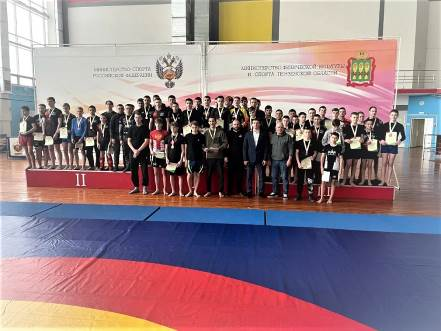 МИНИСТЕРСТВО СПОРТА
РОССИЙСКОЙ ФЕДЕРАЦИИ
МИНИСТЕРСТВО ФИЗИЧЕСКОЙ КУЛЬТУРЫ
И СПОРТА ПЕНЗЕНСКОЙ ОБЛАСТИ
II